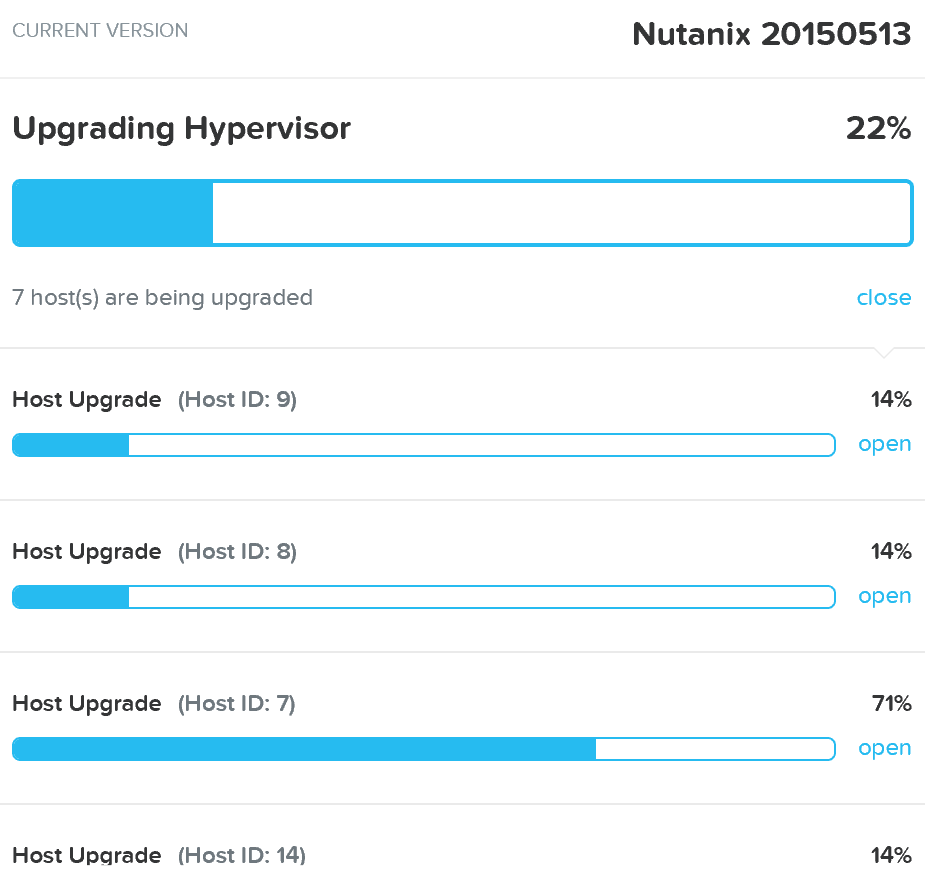 CURRENT VERSION Nutanix 20150513
Upgrading Hypervisor 22%
7 host(s) are being upgraded close
Host Upgrade (Host ID: 9) 14%
open
Host Upgrade (Host ID: 8) 14%
open
Host Upgrade (Host ID: 7) 71%
open
Host Upgrade (Host ID: 14) 14%